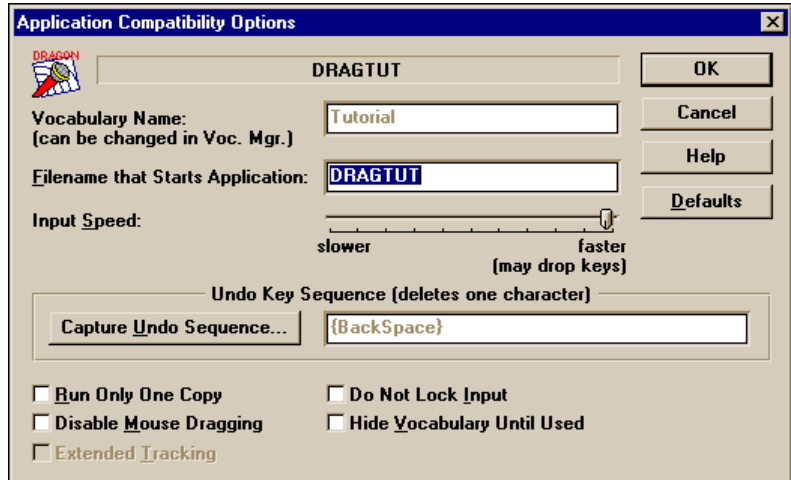 Application Compatibility Options
DRAGON
DRAGTUT
OK
Vocabulary Name:
(can be changed in Voc. Mgr.)
Tutorial
Cancel
Help
Filename that Starts Application:
DRAGTUT
Defaults
Input Speed:
slower
faster
(may drop keys)
Undo Key Sequence (deletes one character)
Capture Undo Sequence...
{BackSpace}
Run Only One Copy
Do Not Lock Input
Disable Mouse Dragging
Hide Vocabulary Until Used
Extended Tracking